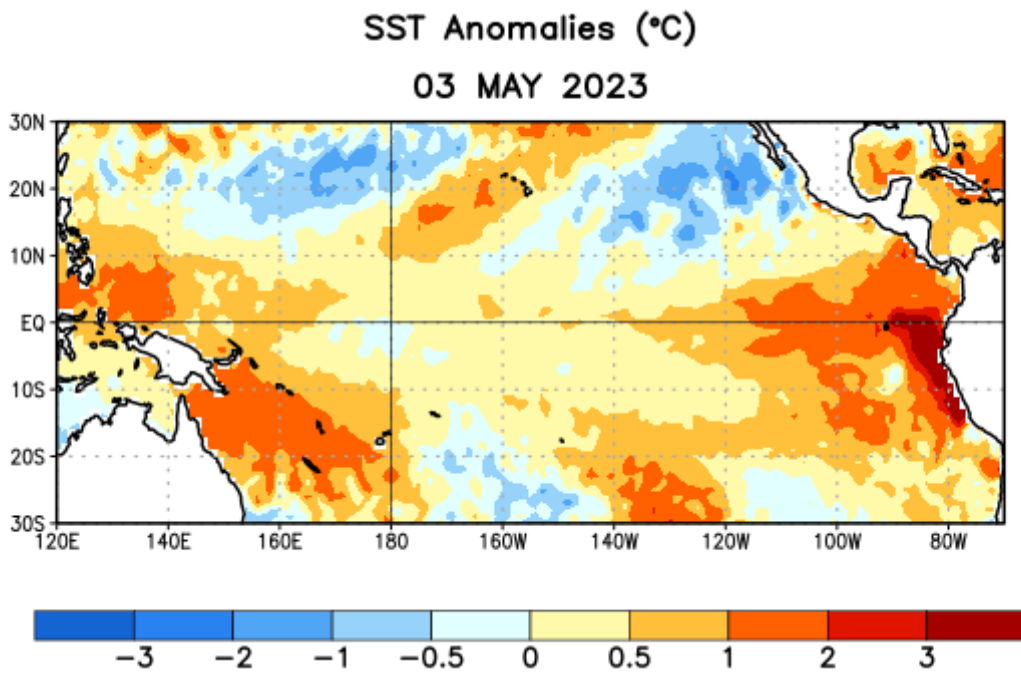 SST Anomalies (°C)
03 MAY 2023
30N
20N
10N
EQ
10S
20S
30S
120E 140E 160E 180 160W 140W 120W 100W 80W
-3 -2 -1 -0.5 0 0.5 1 2 3